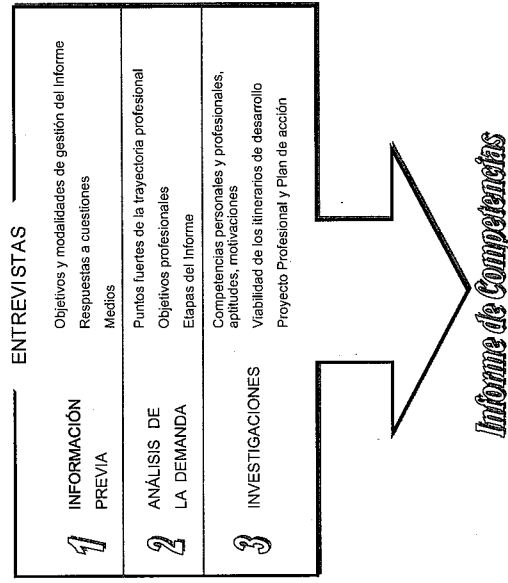 ENTREVISTAS
1
INFORMACIÓN
PREVIA
Objetivos y modalidades de gestión del Informe
Respuestas a cuestiones
Medios
2
ANÁLISIS DE
LA DEMANDA
Puntos fuertes de la trayectoria profesional
Objetivos profesionales
Etapas del Informe
3
INVESTIGACIONES
Competencias personales y profesionales,
aptitudes, motivaciones
Viabilidad de los itinerarios de desarrollo
Proyecto Profesional y Plan de acción
Informe de Competencias